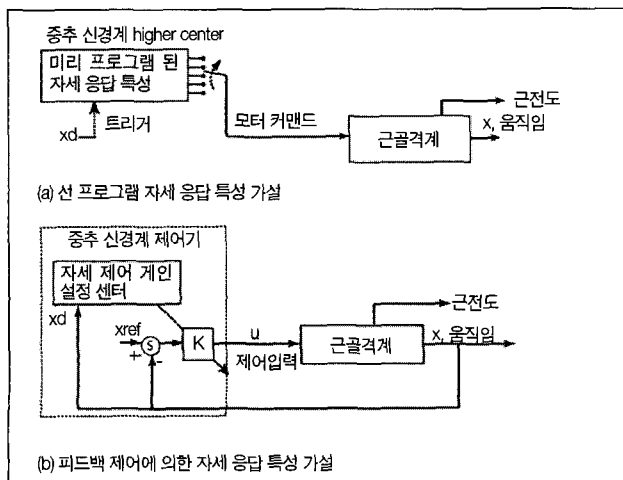 중추 신경계 higher center
미리 프로그램 된
자세 응답 특성
xd
트리거
모터 커맨드
근골격계
근전도
x, 움직임
(a) 선 프로그램 자세 응답 특성 가설
중추 신경계 제어기
자세 제어 게인
설정 센터
xd
xref
+
S
-
K
u
제어입력
근골격계
근전도
x, 움직임
(b) 피드백 제어에 의한 자세 응답 특성 가설